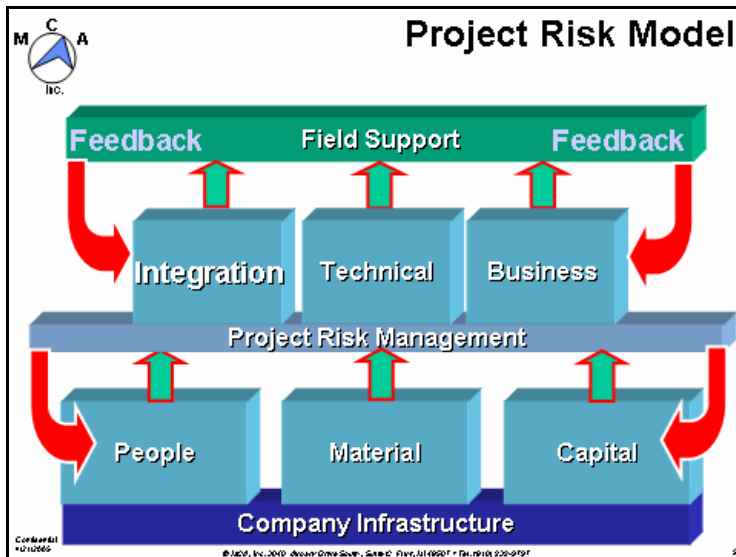 M C A
Inc.
Project Risk Model
Feedback Field Support Feedback
Integration Technical Business
Project Risk Management
People Material Capital
Company Infrastructure
Confidential